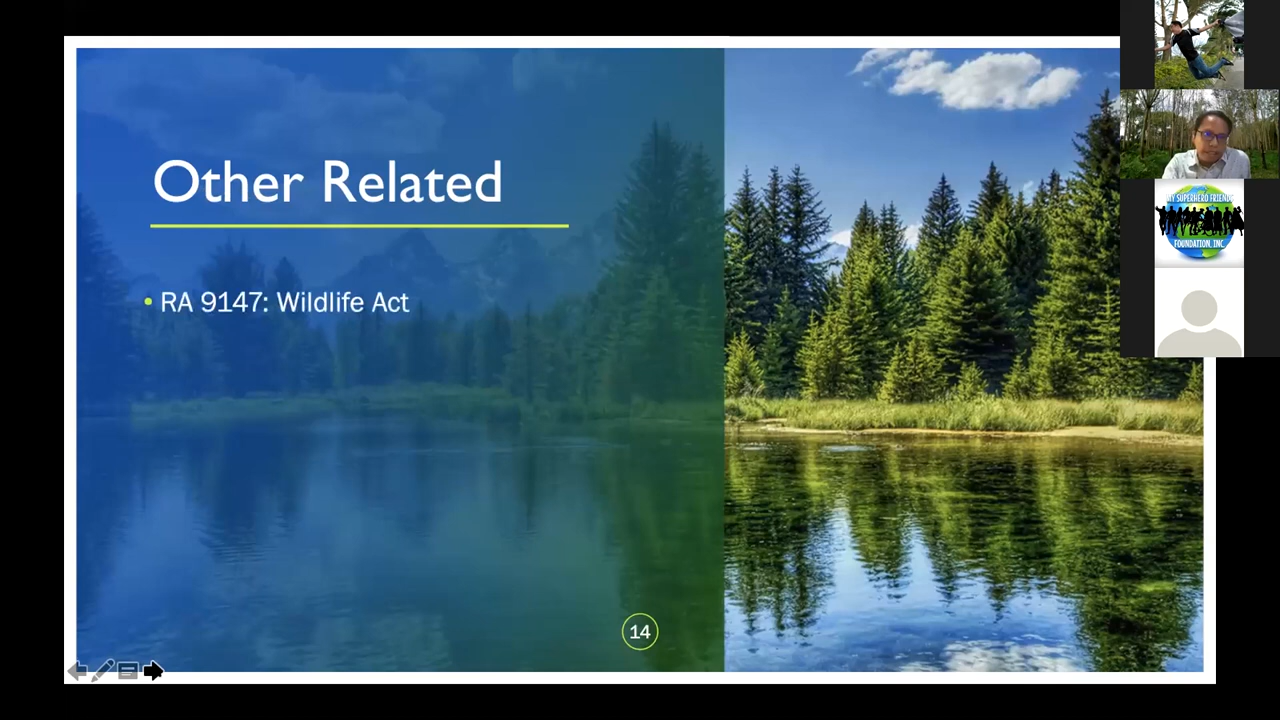 Other Related
• RA 9147: Wildlife Act
14
MY SUPERHERO FRIENDS
FOUNDATION, INC